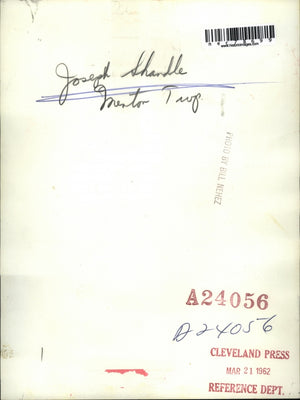 Joseph Shandle
Mentor Twp.
PHOTO BY BILL NEHEZ
A24056
A24056
CLEVELAND PRESS
MAR 21 1962
REFERENCE DEPT.